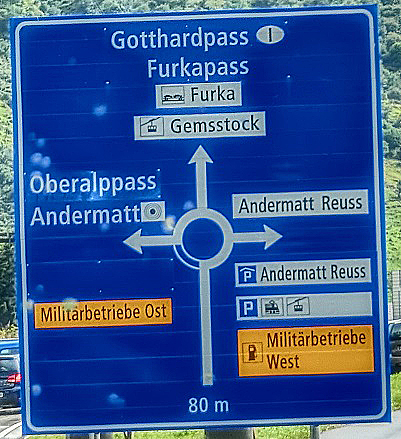 Gotthardpass I
Furkapass
Furka
Gemsstock
Oberalppass
Andermatt
Andermatt Reuss
P Andermatt Reuss
P
Militärbetriebe Ost
Militärbetriebe
West
80 m